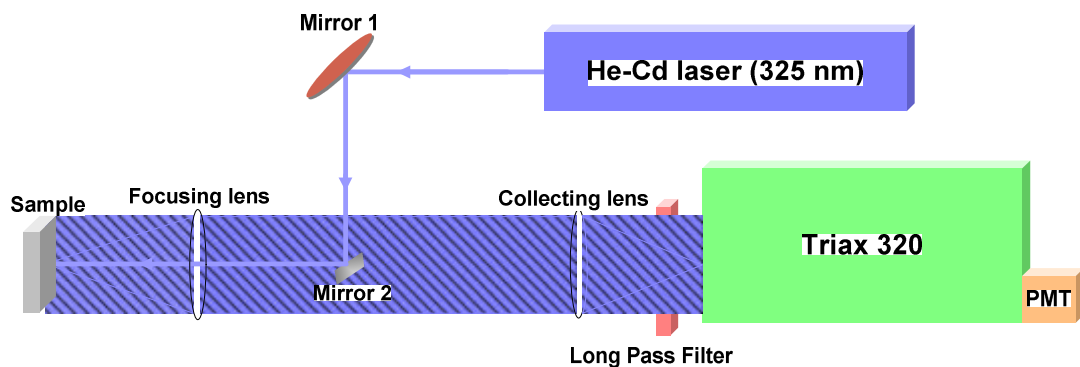 Mirror 1
He-Cd laser (325 nm)
Sample
Focusing lens
Collecting lens
Triax 320
Mirror 2
PMT
Long Pass Filter